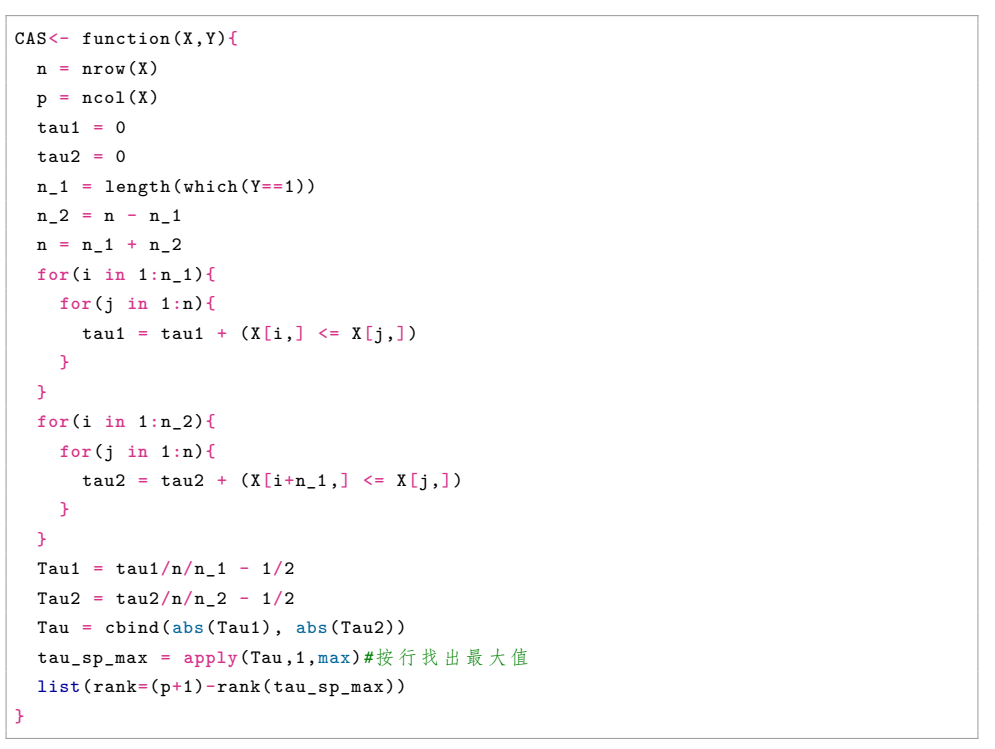 CAS<- function(X,Y){
  n = nrow(X)
  p = ncol(X)
  tau1 = 0
  tau2 = 0
  n_1 = length(which(Y==1))
  n_2 = n - n_1
  n = n_1 + n_2
  for(i in 1:n_1){
    for(j in 1:n){
      tau1 = tau1 + (X[i,] <= X[j,])
    }
  }
  for(i in 1:n_2){
    for(j in 1:n){
      tau2 = tau2 + (X[i+n_1,] <= X[j,])
    }
  }
  Tau1 = tau1/n/n_1 - 1/2
  Tau2 = tau2/n/n_2 - 1/2
  Tau = cbind(abs(Tau1), abs(Tau2))
  tau_sp_max = apply(Tau,1,max)#按行找出最大值
  list(rank=(p+1)-rank(tau_sp_max))
}